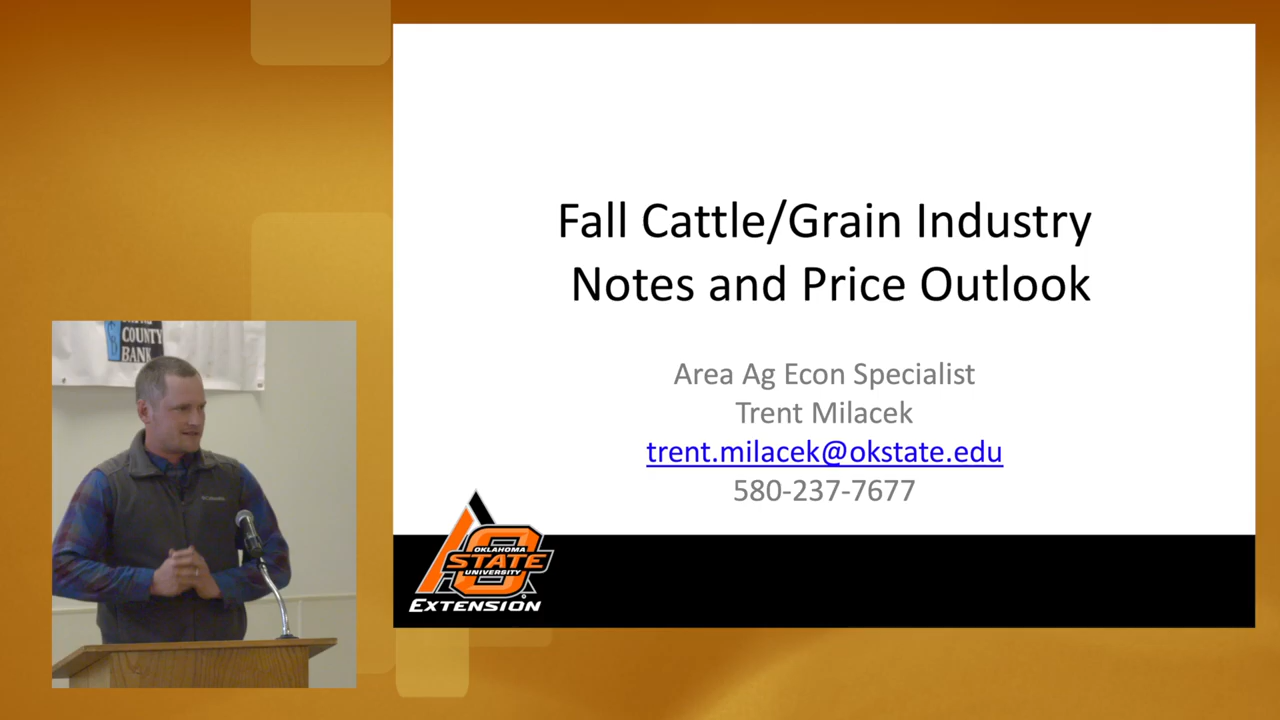 COUNTY
BANK
Fall Cattle/Grain Industry
Notes and Price Outlook
Area Ag Econ Specialist
Trent Milacek
trent.milacek@okstate.edu
580-237-7677
OKLAHOMA
STATE
UNIVERSITY
EXTENSION